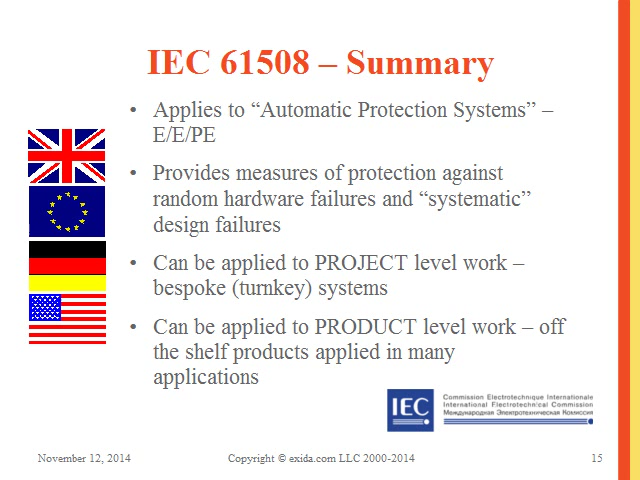 IEC 61508 – Summary
• Applies to “Automatic Protection Systems” –
E/E/PE
• Provides measures of protection against
random hardware failures and “systematic”
design failures
• Can be applied to PROJECT level work –
bespoke (turnkey) systems
• Can be applied to PRODUCT level work – off
the shelf products applied in many
applications
IEC
Commission Electrotechnique Internationale
International Electrotechnical Commission
Международная Электротехническая Комиссия
November 12, 2014
Copyright © exida.com LLC 2000-2014
15